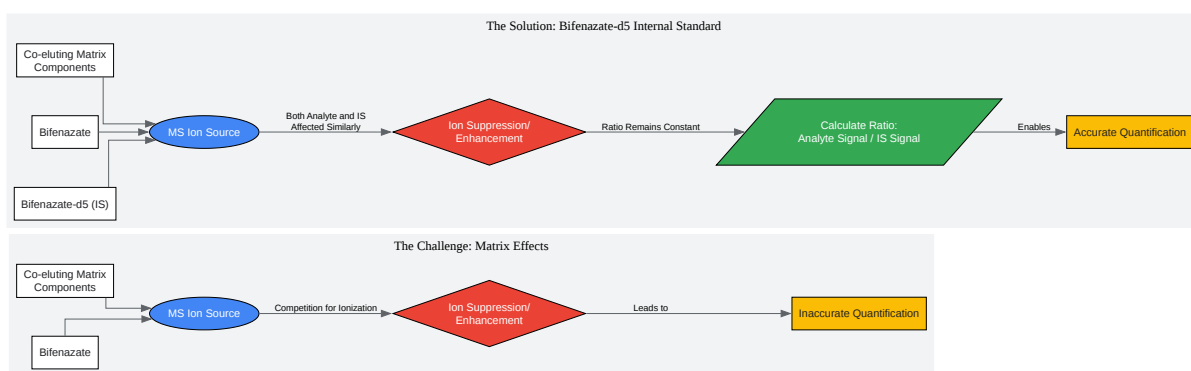 The Solution: Bifenazate-d5 Internal Standard
Co-eluting Matrix
Components
Bifenazate
Bifenazate-d5 (IS)
MS Ion Source
Both Analyte and IS
Affected Similarly
Ion Suppression/
Enhancement
Ratio Remains Constant
Calculate Ratio:
Analyte Signal / IS Signal
Enables
Accurate Quantification
The Challenge: Matrix Effects
Co-eluting Matrix
Components
Bifenazate
MS Ion Source
Competition for Ionization
Ion Suppression/
Enhancement
Leads to
Inaccurate Quantification